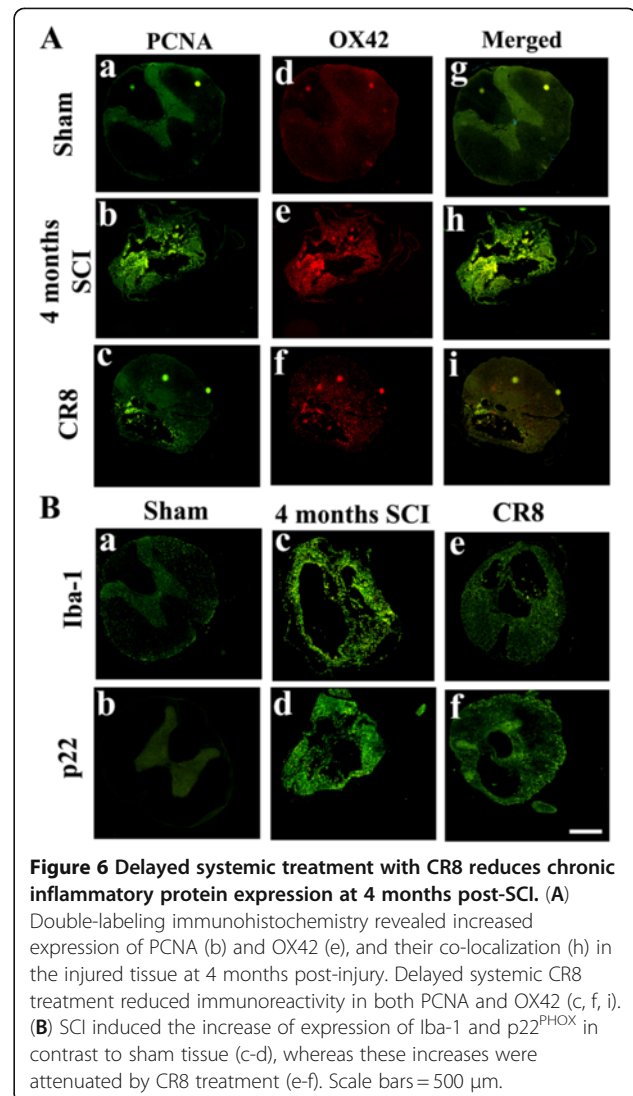 A PCNA OX42 Merged
Sham a d g
4 months SCI b e h
CR8 c f i
B Sham 4 months SCI CR8
Iba-1 a c e
p22 b d f
Figure 6 Delayed systemic treatment with CR8 reduces chronic
inflammatory protein expression at 4 months post-SCI. (A)
Double-labeling immunohistochemistry revealed increased
expression of PCNA (b) and OX42 (e), and their co-localization (h) in
the injured tissue at 4 months post-injury. Delayed systemic CR8
treatment reduced immunoreactivity in both PCNA and OX42 (c, f, i).
(B) SCI induced the increase of expression of Iba-1 and p22PHOX in
contrast to sham tissue (c-d), whereas these increases were
attenuated by CR8 treatment (e-f). Scale bars = 500 μm.